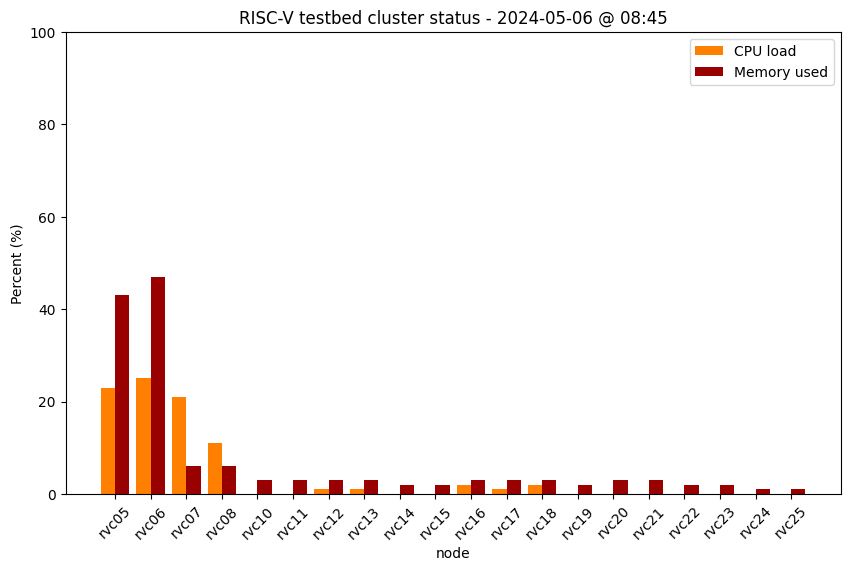 RISC-V testbed cluster status - 2024-05-06 @ 08:45
CPU load
Memory used
Percent (%)
100
80
60
40
20
0
rvc05
rvc06
rvc07
rvc08
rvc10
rvc11
rvc12
rvc13
rvc14
rvc15
rvc16
rvc17
rvc18
rvc19
rvc20
rvc21
rvc22
rvc23
rvc24
rvc25
node